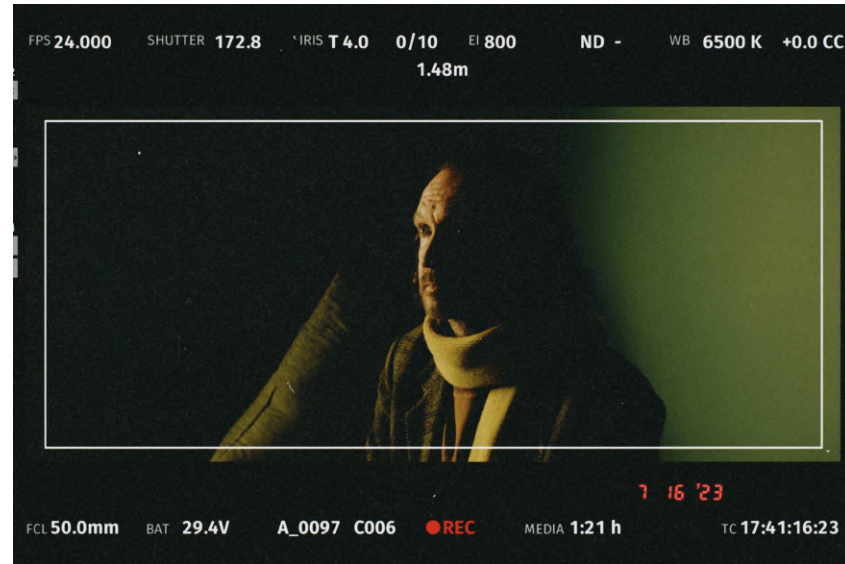 FPS 24.000 SHUTTER 172.8 IRIS T 4.0 0/10 EI 800 ND - WB 6500 K +0.0 CC
1.48m
7 16 '23
FCL 50.0mm BAT 29.4V A_0097 C006 REC MEDIA 1:21 h TC 17:41:16:23